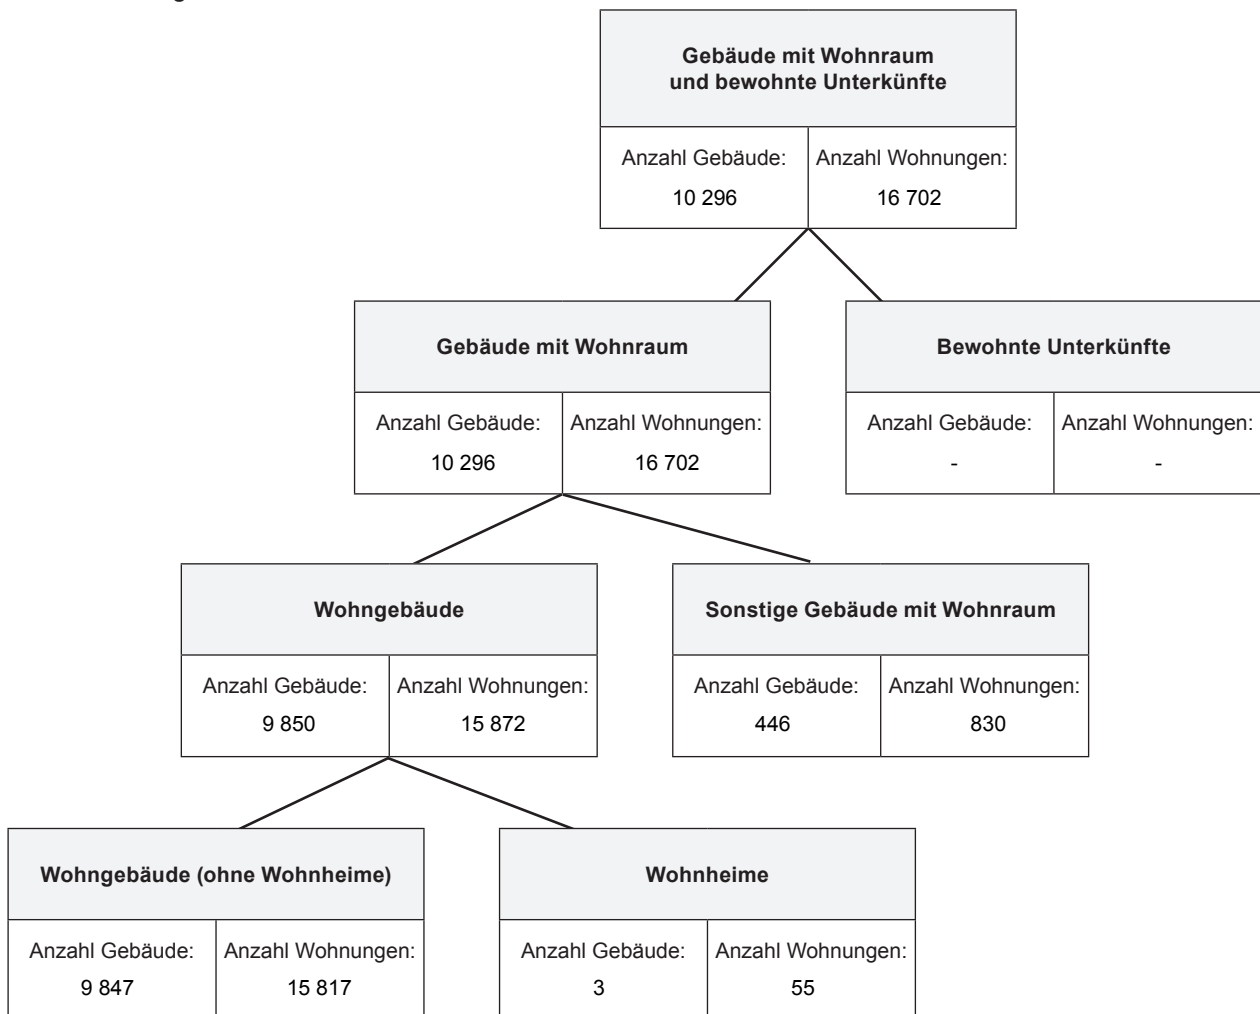 Gebäude mit Wohnraum
und bewohnte Unterkünfte
Anzahl Gebäude: Anzahl Wohnungen:
10 296 16 702
Gebäude mit Wohnraum
Anzahl Gebäude: Anzahl Wohnungen:
10 296 16 702
Bewohnte Unterkünfte
Anzahl Gebäude: Anzahl Wohnungen:
- -
Wohngebäude
Anzahl Gebäude: Anzahl Wohnungen:
9 850 15 872
Sonstige Gebäude mit Wohnraum
Anzahl Gebäude: Anzahl Wohnungen:
446 830
Wohngebäude (ohne Wohnheime)
Anzahl Gebäude: Anzahl Wohnungen:
9 847 15 817
Wohnheime
Anzahl Gebäude: Anzahl Wohnungen:
3 55